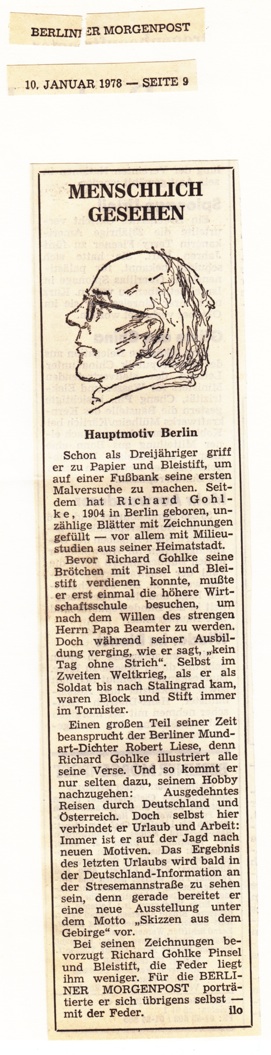 BERLINER MORGENPOST
10. JANUAR 1978 — SEITE 9
MENSCHLICH
GESEHEN
Hauptmotiv Berlin
Schon als Dreijähriger griff
er zu Papier und Bleistift, um
auf einer Fußbank seine ersten
Malversuche zu machen. Seit-
dem hat Richard Gohl-
ke, 1904 in Berlin geboren, un-
zählige Blätter mit Zeichnungen
gefüllt — vor allem mit Milieu-
studien aus seiner Heimatstadt.
Bevor Richard Gohlke seine
Brötchen mit Pinsel und Blei-
stift verdienen konnte, mußte
er erst einmal die höhere Wirt-
schaftsschule besuchen, um
nach dem Willen des strengen
Herrn Papa Beamter zu werden.
Doch während seiner Ausbil-
dung verging, wie er sagt, „kein
Tag ohne Strich“. Selbst im
Zweiten Weltkrieg, als er als
Soldat bis nach Stalingrad kam,
waren Block und Stift immer
im Tornister.
Einen großen Teil seiner Zeit
beansprucht der Berliner Mund-
art-Dichter Robert Liese, denn
Richard Gohlke illustriert alle
seine Verse. Und so kommt er
nur selten dazu, seinem Hobby
nachzugehen: Ausgedehntes
Reisen durch Deutschland und
Österreich. Doch selbst hier
verbindet er Urlaub und Arbeit:
Immer ist er auf der Jagd nach
neuen Motiven. Das Ergebnis
des letzten Urlaubs wird bald in
der Deutschland-Information an
der Stresemannstraße zu sehen
sein, denn gerade bereitet er
eine neue Ausstellung unter
dem Motto „Skizzen aus dem
Gebirge“ vor.
Bei seinen Zeichnungen be-
vorzugt Richard Gohlke Pinsel
und Bleistift, die Feder liegt
ihm weniger. Für die BERLI-
NER MORGENPOST porträ-
tierte er sich übrigens selbst —
mit der Feder. ilo